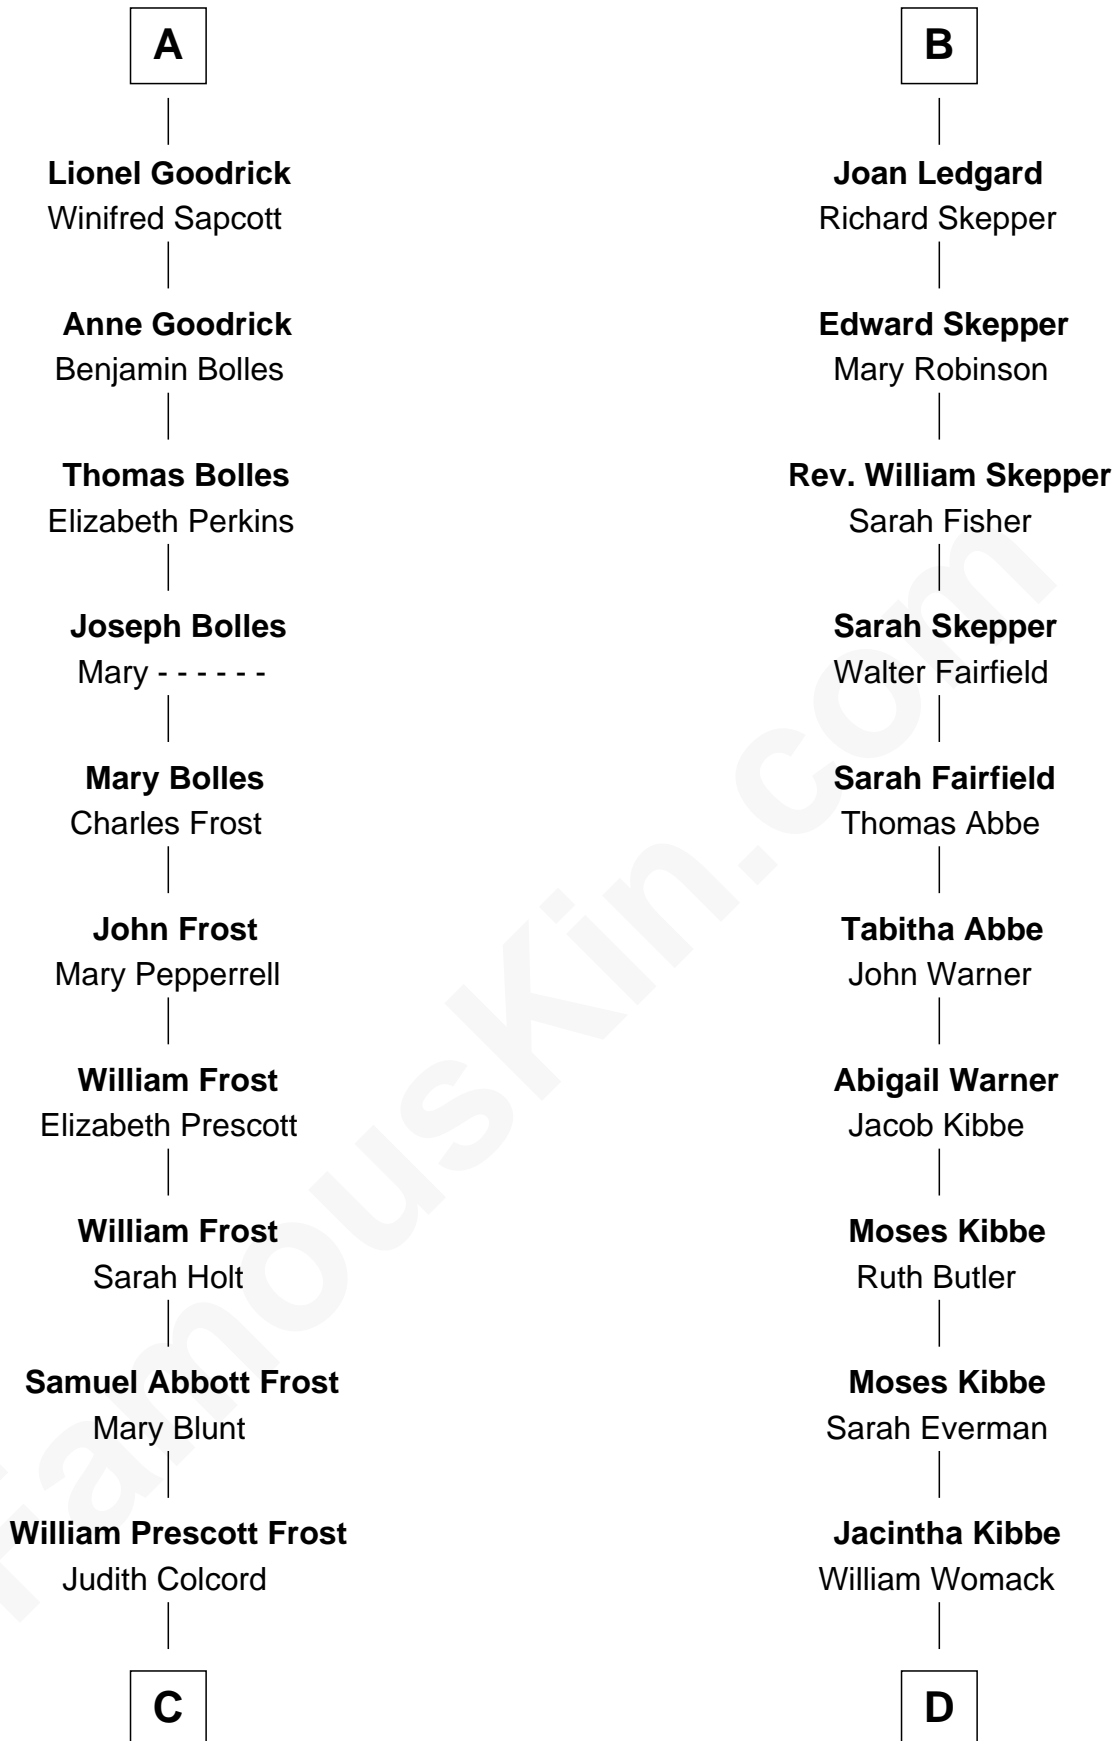 A
Lionel Goodrick
Winifred Sapcott
Anne Goodrick
Benjamin Bolles
Thomas Bolles
Elizabeth Perkins
Joseph Bolles
Mary - - - - - -
Mary Bolles
Charles Frost
John Frost
Mary Pepperrell
William Frost
Elizabeth Prescott
William Frost
Sarah Holt
Samuel Abbott Frost
Mary Blunt
William Prescott Frost
Judith Colcord
C
B
Joan Ledgard
Richard Skepper
Edward Skepper
Mary Robinson
Rev. William Skepper
Sarah Fisher
Sarah Skepper
Walter Fairfield
Sarah Fairfield
Thomas Abbe
Tabitha Abbe
John Warner
Abigail Warner
Jacob Kibbe
Moses Kibbe
Ruth Butler
Moses Kibbe
Sarah Everman
Jacintha Kibbe
William Womack
D
FamousKin.com